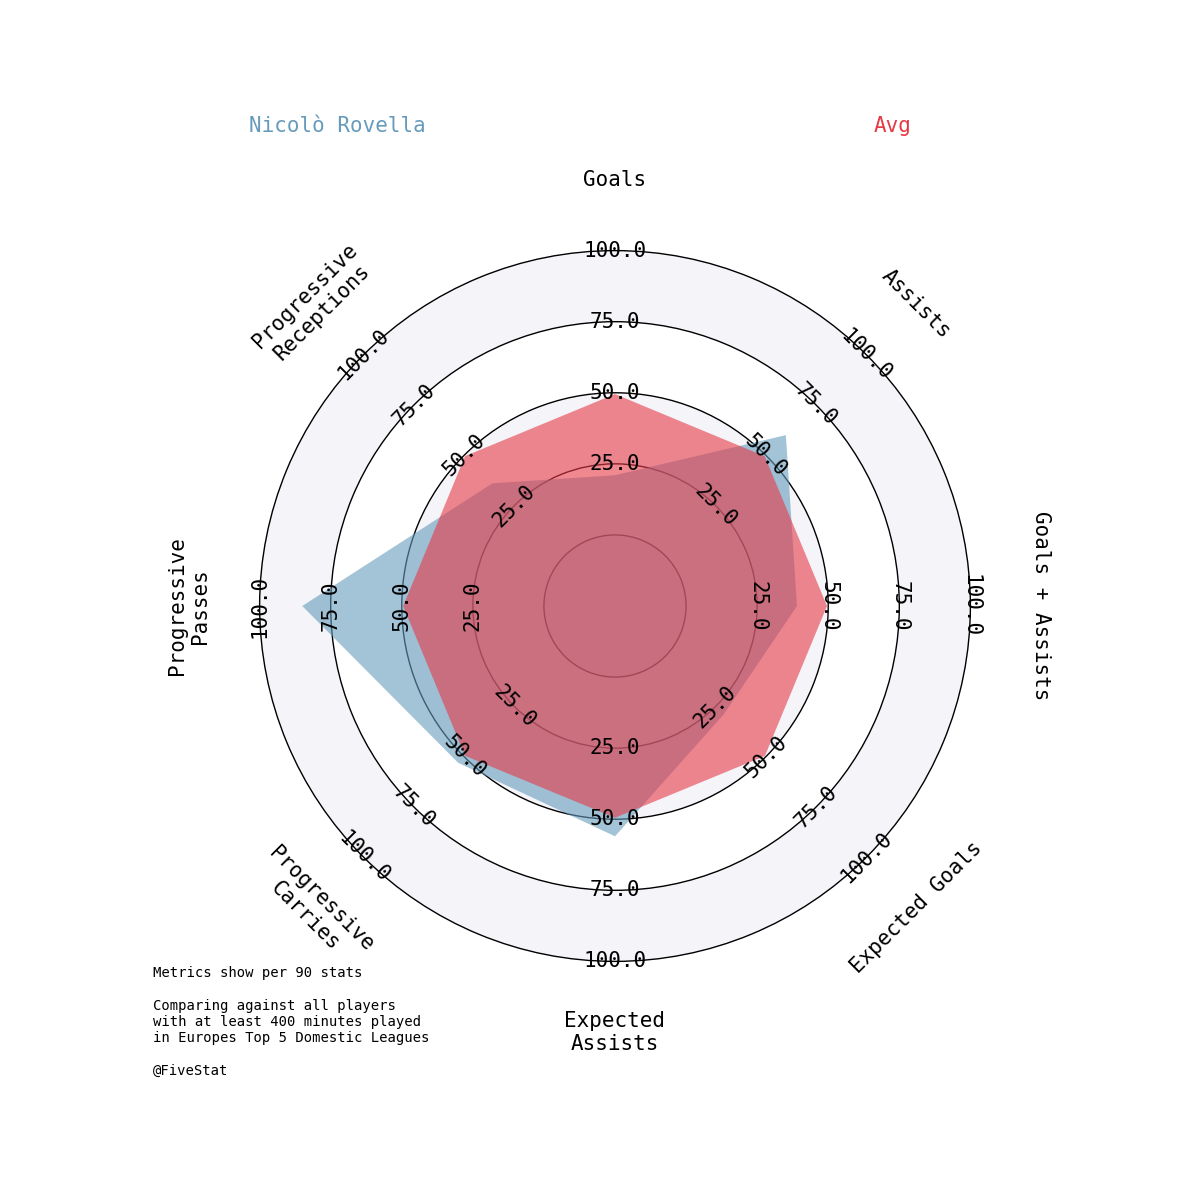 Nicolò Rovella
Avg
Goals
Assists
Goals + Assists
Expected Goals
Expected
Assists
Progressive
Carries
Progressive
Passes
Progressive
Receptions
25.0
50.0
75.0
100.0
25.0
50.0
75.0
100.0
25.0
50.0
75.0
100.0
25.0
50.0
75.0
100.0
25.0
50.0
75.0
100.0
25.0
50.0
75.0
100.0
25.0
50.0
75.0
100.0
25.0
50.0
75.0
100.0
Metrics show per 90 stats
Comparing against all players
with at least 400 minutes played
in Europes Top 5 Domestic Leagues
@FiveStat